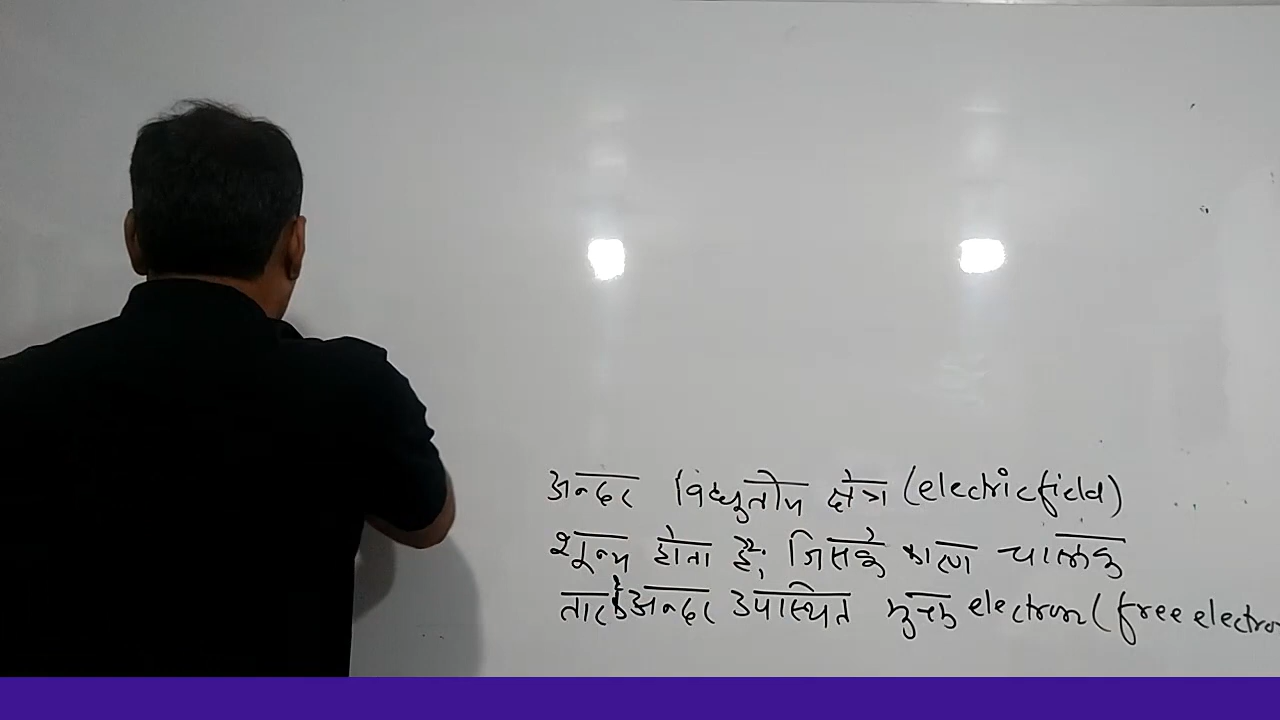 अन्दर विद्युतीय क्षेत्र (electric field)
शून्य होता है; जिसके कारण चालक
तार के अन्दर उपस्थित मुक्त electron (free electro